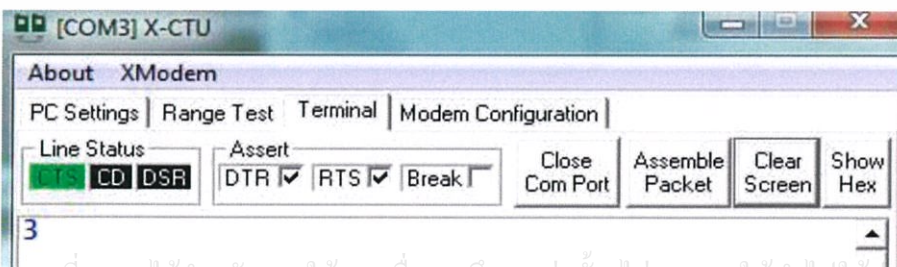 [COM3] X-CTU
About XModem
PC Settings Range Test Terminal Modem Configuration
Line Status Assert
CTS CD DSR DTR RTS Break Close Com Port Assemble Packet Clear Screen Show Hex
3